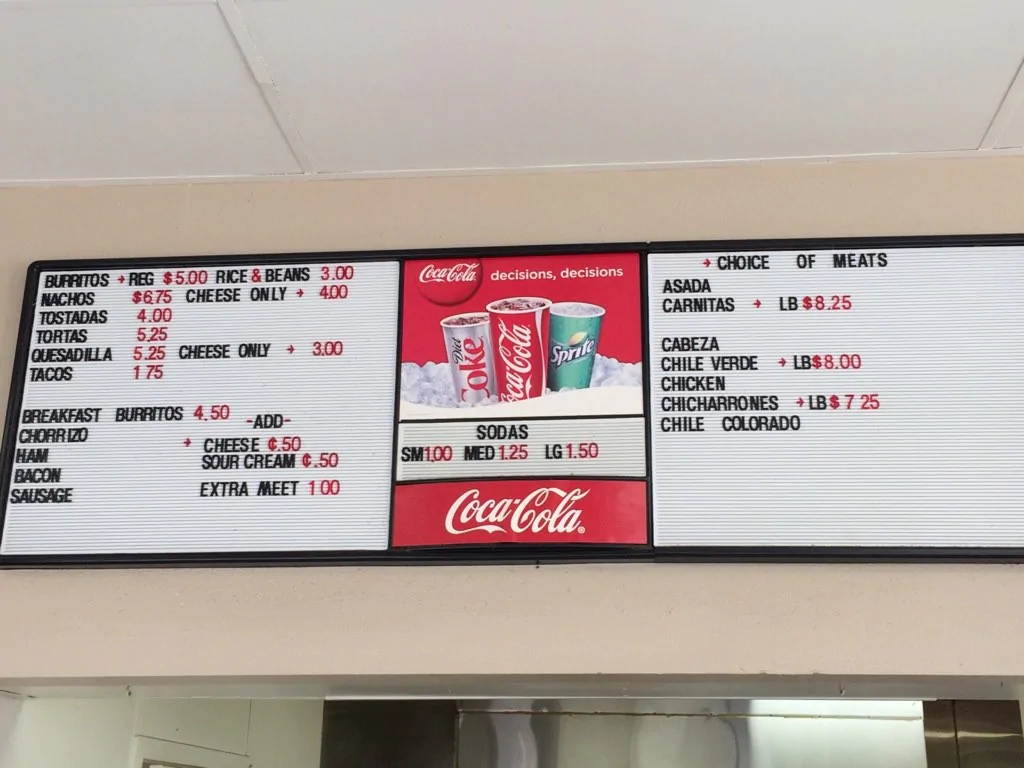 BURRITOS → REG $5.00 RICE & BEANS 3.00
NACHOS $6.75 CHEESE ONLY → 4.00
TOSTADAS 4.00
TORTAS 5.25
QUESADILLA 5.25 CHEESE ONLY → 3.00
TACOS 1 75
BREAKFAST BURRITOS 4.50
-ADD-
CHORRIZO → CHEESE ¢.50
HAM SOUR CREAM ¢.50
BACON
SAUSAGE EXTRA MEET 1 00
Coca-Cola decisions, decisions
Diet Coke Coca-Cola Sprite
SODAS
SM1.00 MED 1.25 LG 1.50
Coca-Cola®
→ CHOICE OF MEATS
ASADA
CARNITAS → LB $8.25
CABEZA
CHILE VERDE → LB$8.00
CHICKEN
CHICHARRONES → LB$ 7 25
CHILE COLORADO